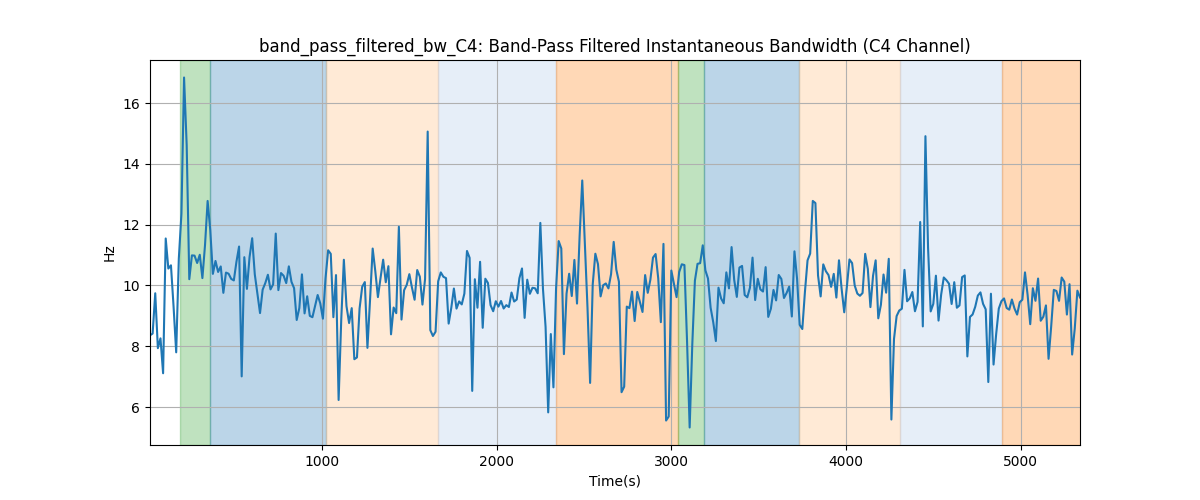 band_pass_filtered_bw_C4: Band-Pass Filtered Instantaneous Bandwidth (C4 Channel)
Hz
16
14
12
10
8
6
1000 2000 3000 4000 5000
Time(s)